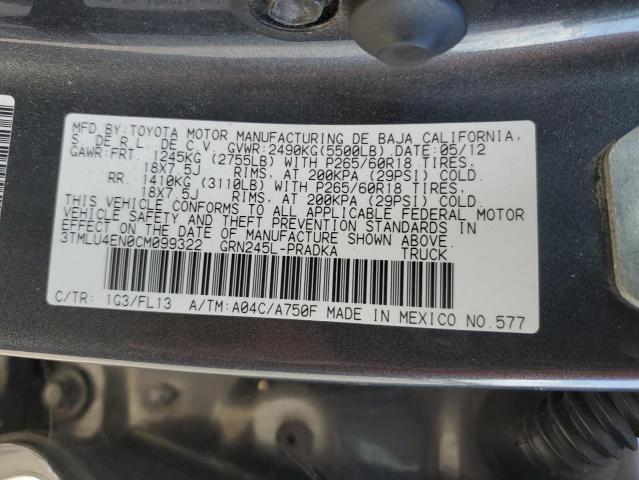 MFD.BY:TOYOTA MOTOR MANUFACTURING DE BAJA CALIFORNIA,
S. DE R.L. DE C.V. GVWR:2490KG(5500LB) DATE:05/12
GAWR:FRT. 1245KG (2755LB) WITH P265/60R18 TIRES,
18X7.5J RIMS, AT 200KPA (29PSI) COLD.
RR. 1410KG (3110LB) WITH P265/60R18 TIRES,
18X7.5J RIMS, AT 200KPA (29PSI) COLD.
THIS VEHICLE CONFORMS TO ALL APPLICABLE FEDERAL MOTOR
VEHICLE SAFETY AND THEFT PREVENTION STANDARDS IN
EFFECT ON THE DATE OF MANUFACTURE SHOWN ABOVE.
3TMLU4EN0CM099322 GRN245L-PRADKA TRUCK
C/TR: 1G3/FL13 A/TM:A04C/A750F MADE IN MEXICO NO.577